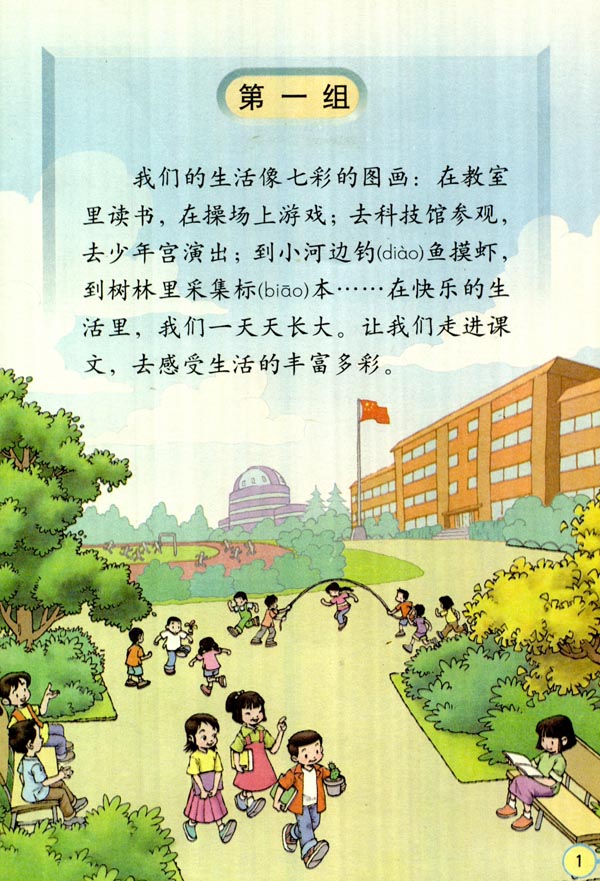 第一组
我们的生活像七彩的图画：在教室
里读书，在操场上游戏；去科技馆参观，
去少年宫演出；到小河边钓(diào)鱼摸虾，
到树林里采集标(biāo)本……在快乐的生
活里，我们一天天长大。让我们走进课
文，去感受生活的丰富多彩。
1